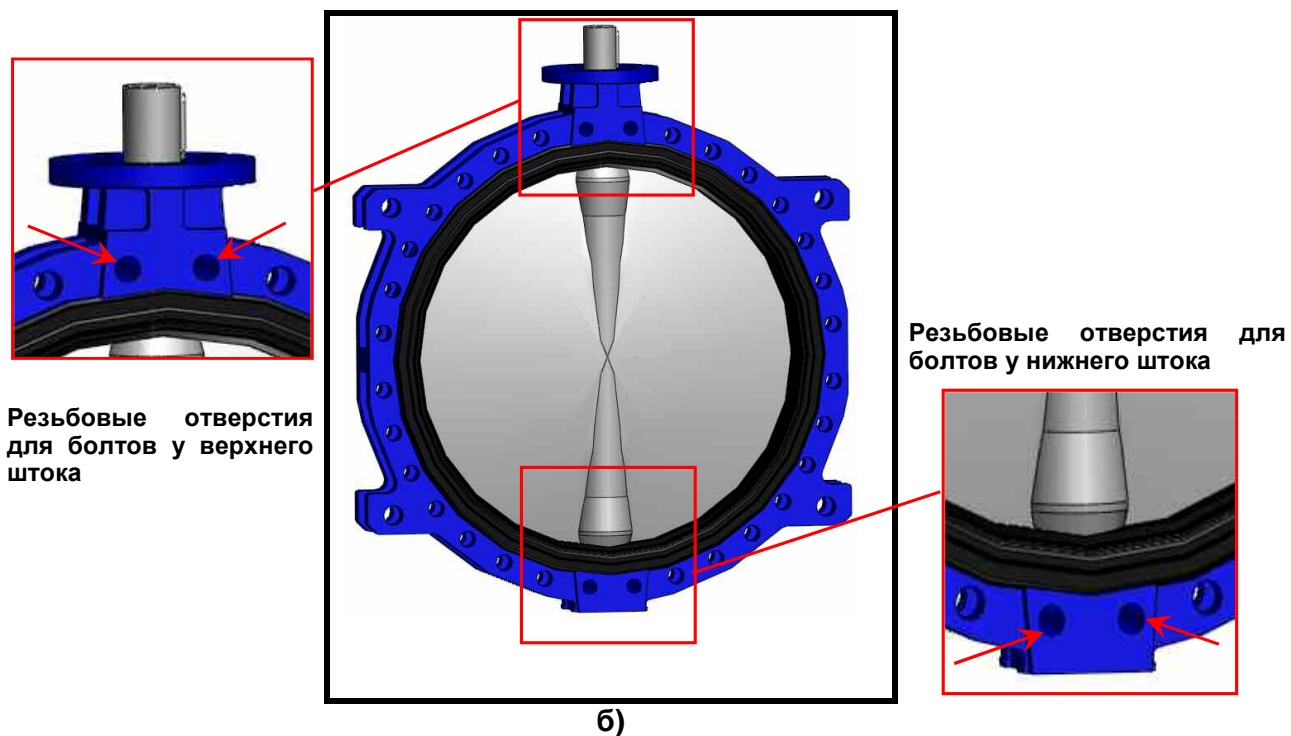 Резьбовые отверстия
для болтов у верхнего
штока
Резьбовые отверстия для
болтов у нижнего штока
б)